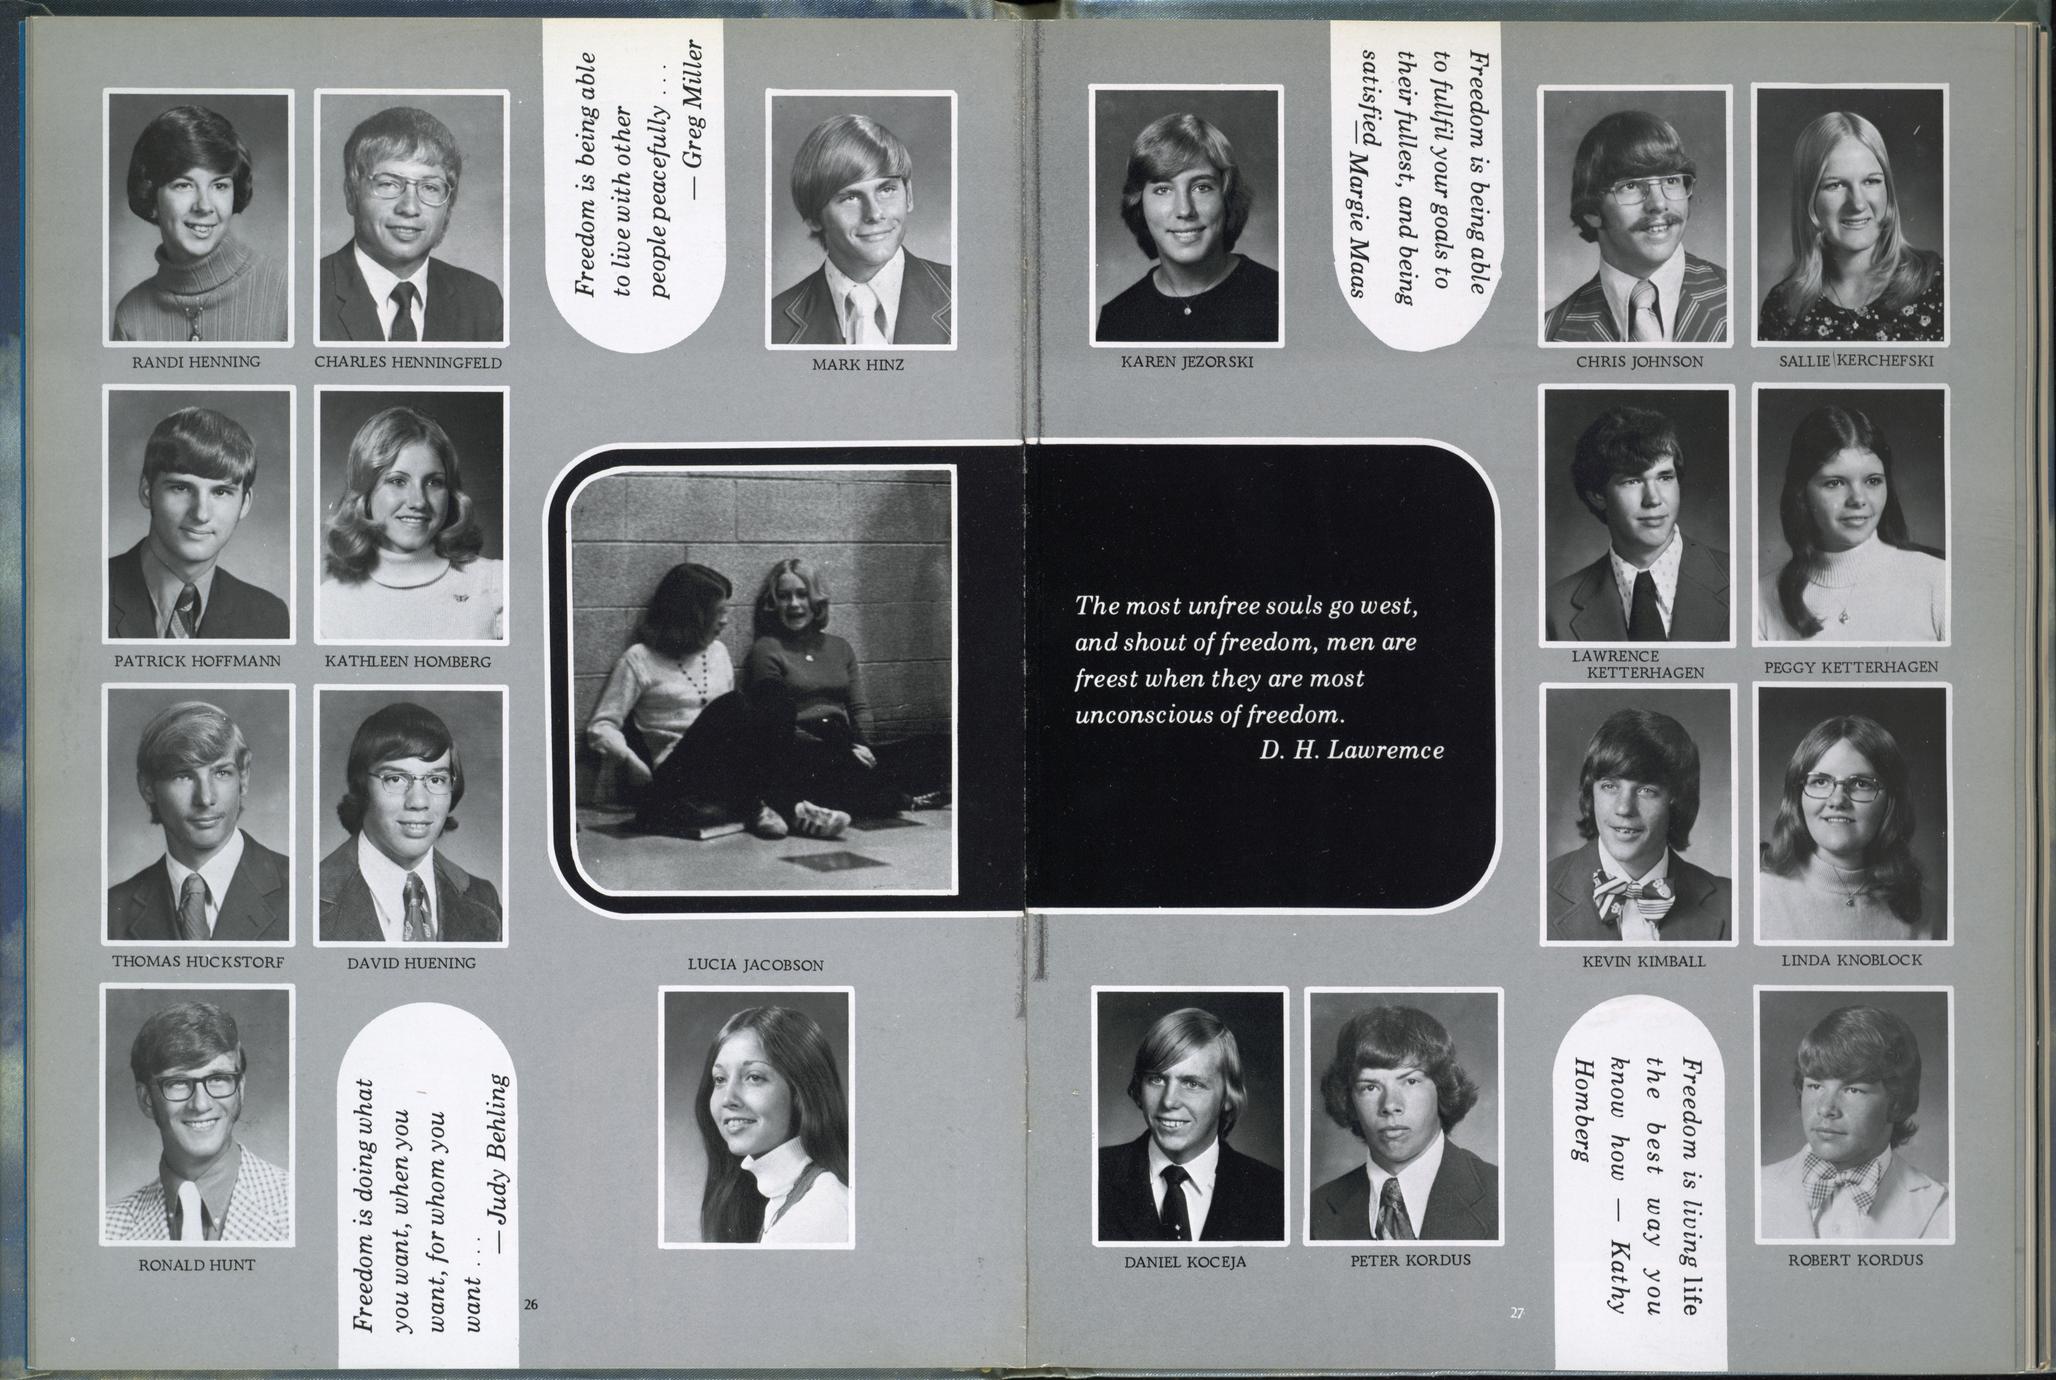 Freedom is being able
to live with other
people peacefully . . .
— Greg Miller
RANDI HENNING
CHARLES HENNINGFELD
MARK HINZ
PATRICK HOFFMANN
KATHLEEN HOMBERG
THOMAS HUCKSTORF
DAVID HUENING
LUCIA JACOBSON
RONALD HUNT
Freedom is doing what
you want, when you
want, for whom you
want . . . .
— Judy Behling
26
Freedom is being able
to fullfil your goals to
their fullest, and being
satisfied — Margie Maas
KAREN JEZORSKI
CHRIS JOHNSON
SALLIE KERCHEFSKI
The most unfree souls go west,
and shout of freedom, men are
freest when they are most
unconscious of freedom.
D. H. Lawremce
LAWRENCE
KETTERHAGEN
PEGGY KETTERHAGEN
KEVIN KIMBALL
LINDA KNOBLOCK
DANIEL KOCEJA
PETER KORDUS
Freedom is living life
the best way you
know how — Kathy
Homberg
ROBERT KORDUS
27